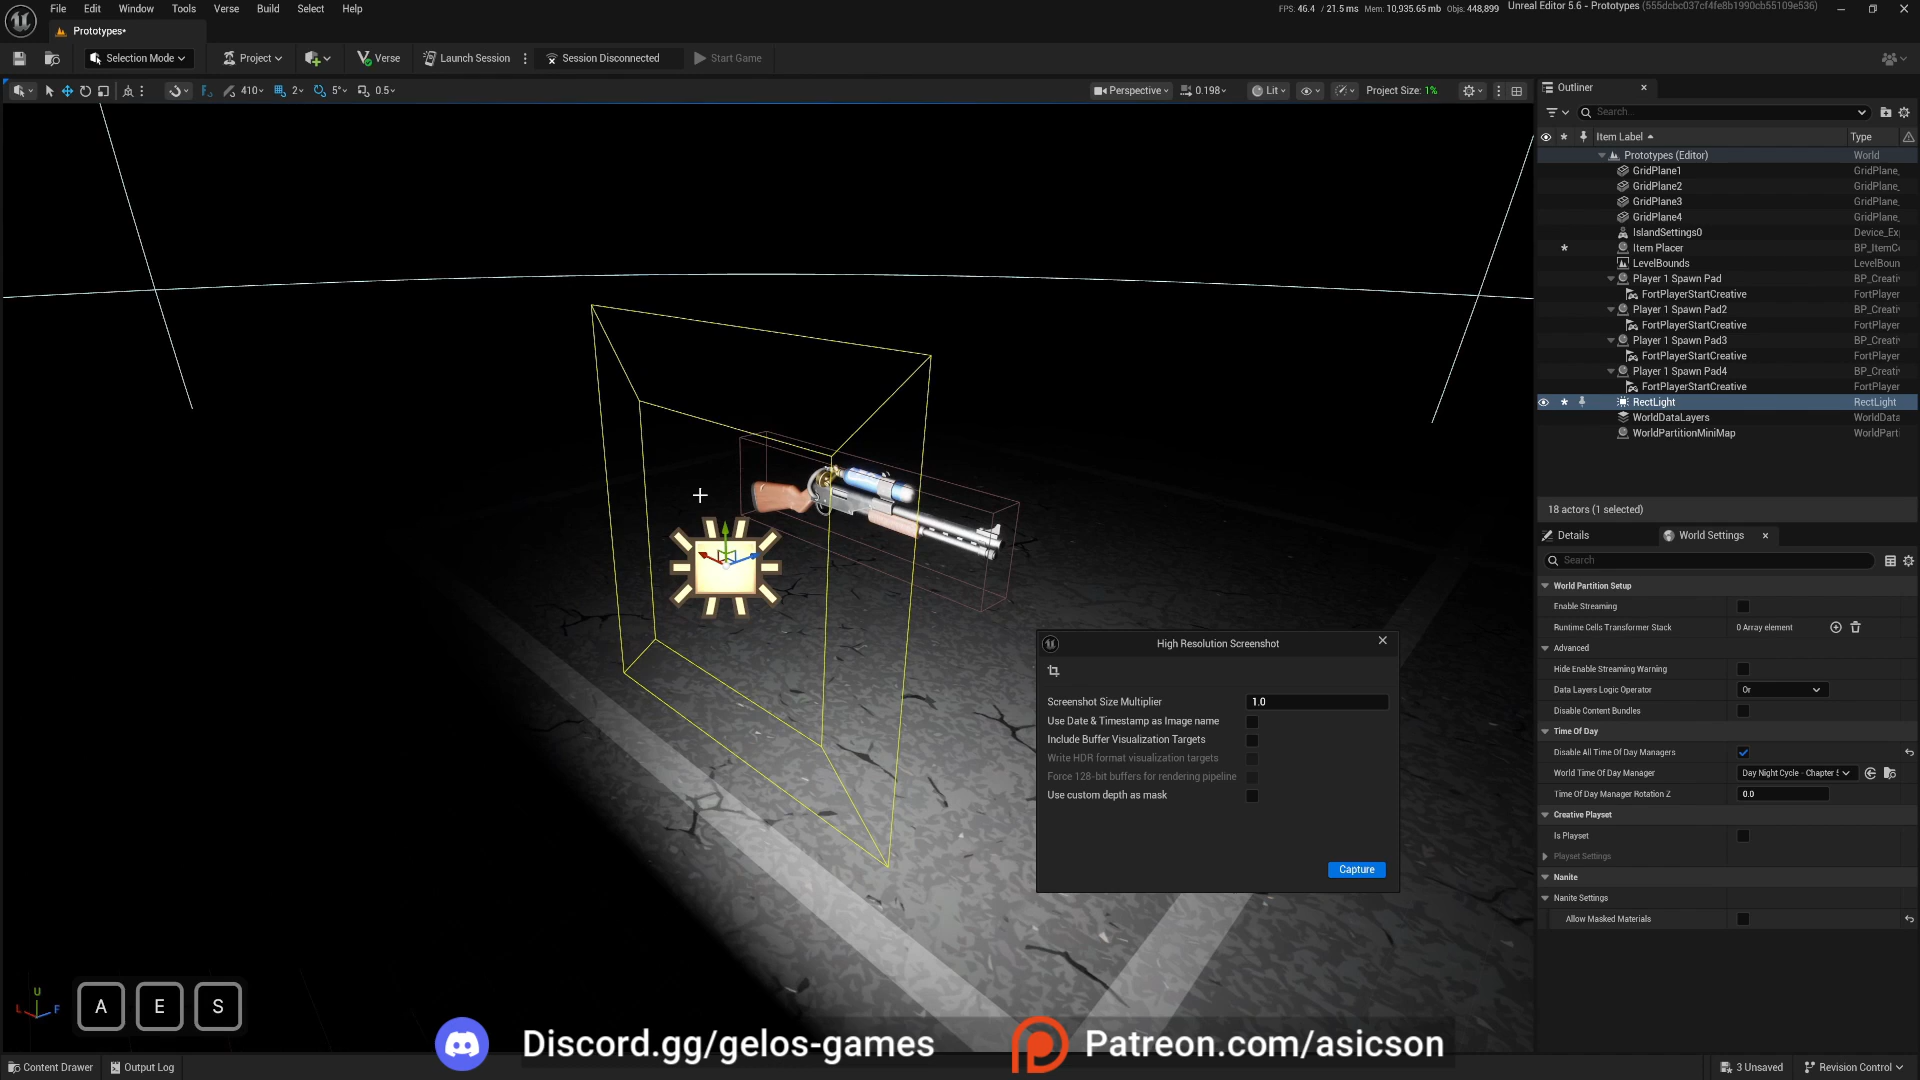 File Edit Window Tools Verse Build Select Help
FPS: 46.4 / 21.5 ms Mem: 10,935.65 mb Objs: 448,899 Unreal Editor 5.6 - Prototypes (555dcbc037cf4fe8b1990cb55109e536)
Prototypes*
Selection Mode Project Verse Launch Session Session Disconnected Start Game
410 2 5° 0.5 Perspective 0.198 Lit Project Size: 1%
Outliner
Search...
Item Label Type
Prototypes (Editor) World
GridPlane1 GridPlane_
GridPlane2 GridPlane_
GridPlane3 GridPlane_
GridPlane4 GridPlane_
IslandSettings0 Device_Ex
Item Placer BP_ItemC
LevelBounds LevelBoun
Player 1 Spawn Pad BP_Creati
FortPlayerStartCreative FortPlayer
Player 1 Spawn Pad2 BP_Creati
FortPlayerStartCreative FortPlayer
Player 1 Spawn Pad3 BP_Creati
FortPlayerStartCreative FortPlayer
Player 1 Spawn Pad4 BP_Creati
FortPlayerStartCreative FortPlayer
RectLight RectLight
WorldDataLayers WorldData
WorldPartitionMiniMap WorldParti
18 actors (1 selected)
Details World Settings
Search
World Partition Setup
Enable Streaming
Runtime Cells Transformer Stack 0 Array element
Advanced
Hide Enable Streaming Warning
Data Layers Logic Operator Or
Disable Content Bundles
Time Of Day
Disable All Time Of Day Managers
World Time Of Day Manager Day Night Cycle - Chapter
Time Of Day Manager Rotation Z 0.0
Creative Playset
Is Playset
Playset Settings
Nanite
Nanite Settings
Allow Masked Materials
High Resolution Screenshot
Screenshot Size Multiplier 1.0
Use Date & Timestamp as Image name
Include Buffer Visualization Targets
Write HDR format visualization targets
Force 128-bit buffers for rendering pipeline
Use custom depth as mask
Capture
U
L F
A E S
Discord.gg/gelos-games Patreon.com/asicson
Content Drawer Output Log 3 Unsaved Revision Control